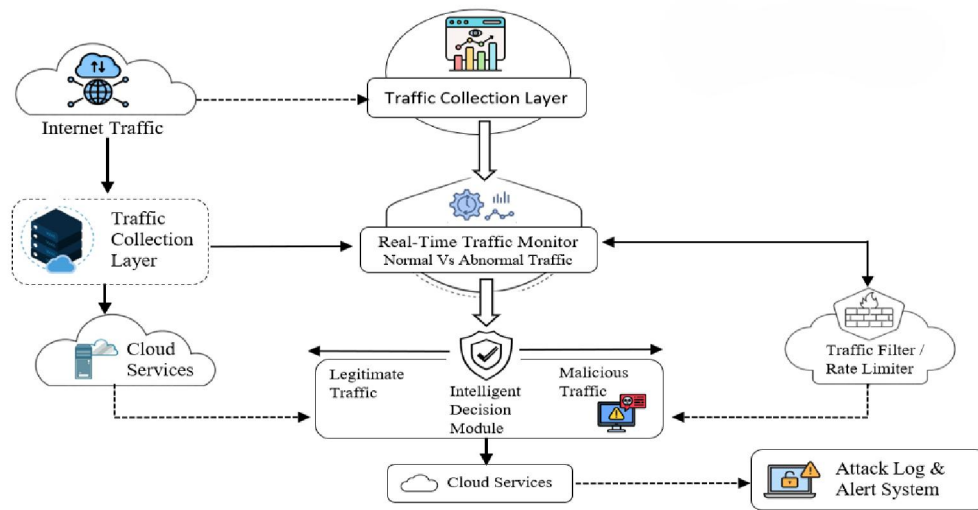 Traffic Collection Layer
Internet Traffic
Traffic
Collection
Layer
Real-Time Traffic Monitor
Normal Vs Abnormal Traffic
Cloud
Services
Legitimate
Traffic
Intelligent
Decision
Module
Malicious
Traffic
Traffic Filter /
Rate Limiter
Cloud Services
Attack Log &
Alert System